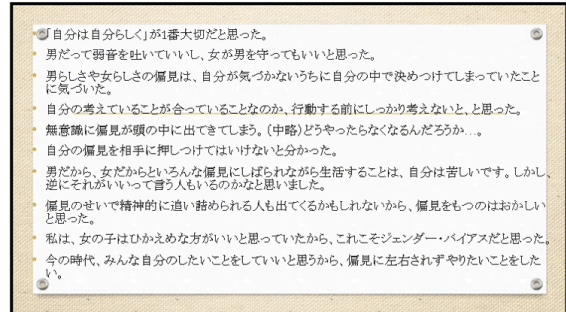 「自分は自分らしく」が1番大切だと思った。
男だって弱音を吐いていいし、女が男を守ってもいいと思った。
男らしさや女らしさの偏見は、自分が気づかないうちに自分の中で決めつけてしまっていたこと
に気づいた。
自分の考えていることが合っていることなのか、行動する前にしっかり考えないと、と思った。
無意識に偏見が頭の中に出てきてしまう。(中略)どうやったらなくなるんだろうか…。
自分の偏見を相手に押しつけてはいけないと分かった。
男だから、女だからといろんな偏見にしばられながら生活することは、自分は苦しいです。しかし、
逆にそれがいいって言う人もいるのかなと思いました。
偏見のせいで精神的に追い詰められる人も出てくるかもしれないから、偏見をもつのはおかしい
と思った。
私は、女の子はひかえめな方がいいと思っていたから、これこそジェンダー・バイアスだと思った。
今の時代、みんな自分のしたいことをしていいと思うから、偏見に左右されずやりたいことをした
い。